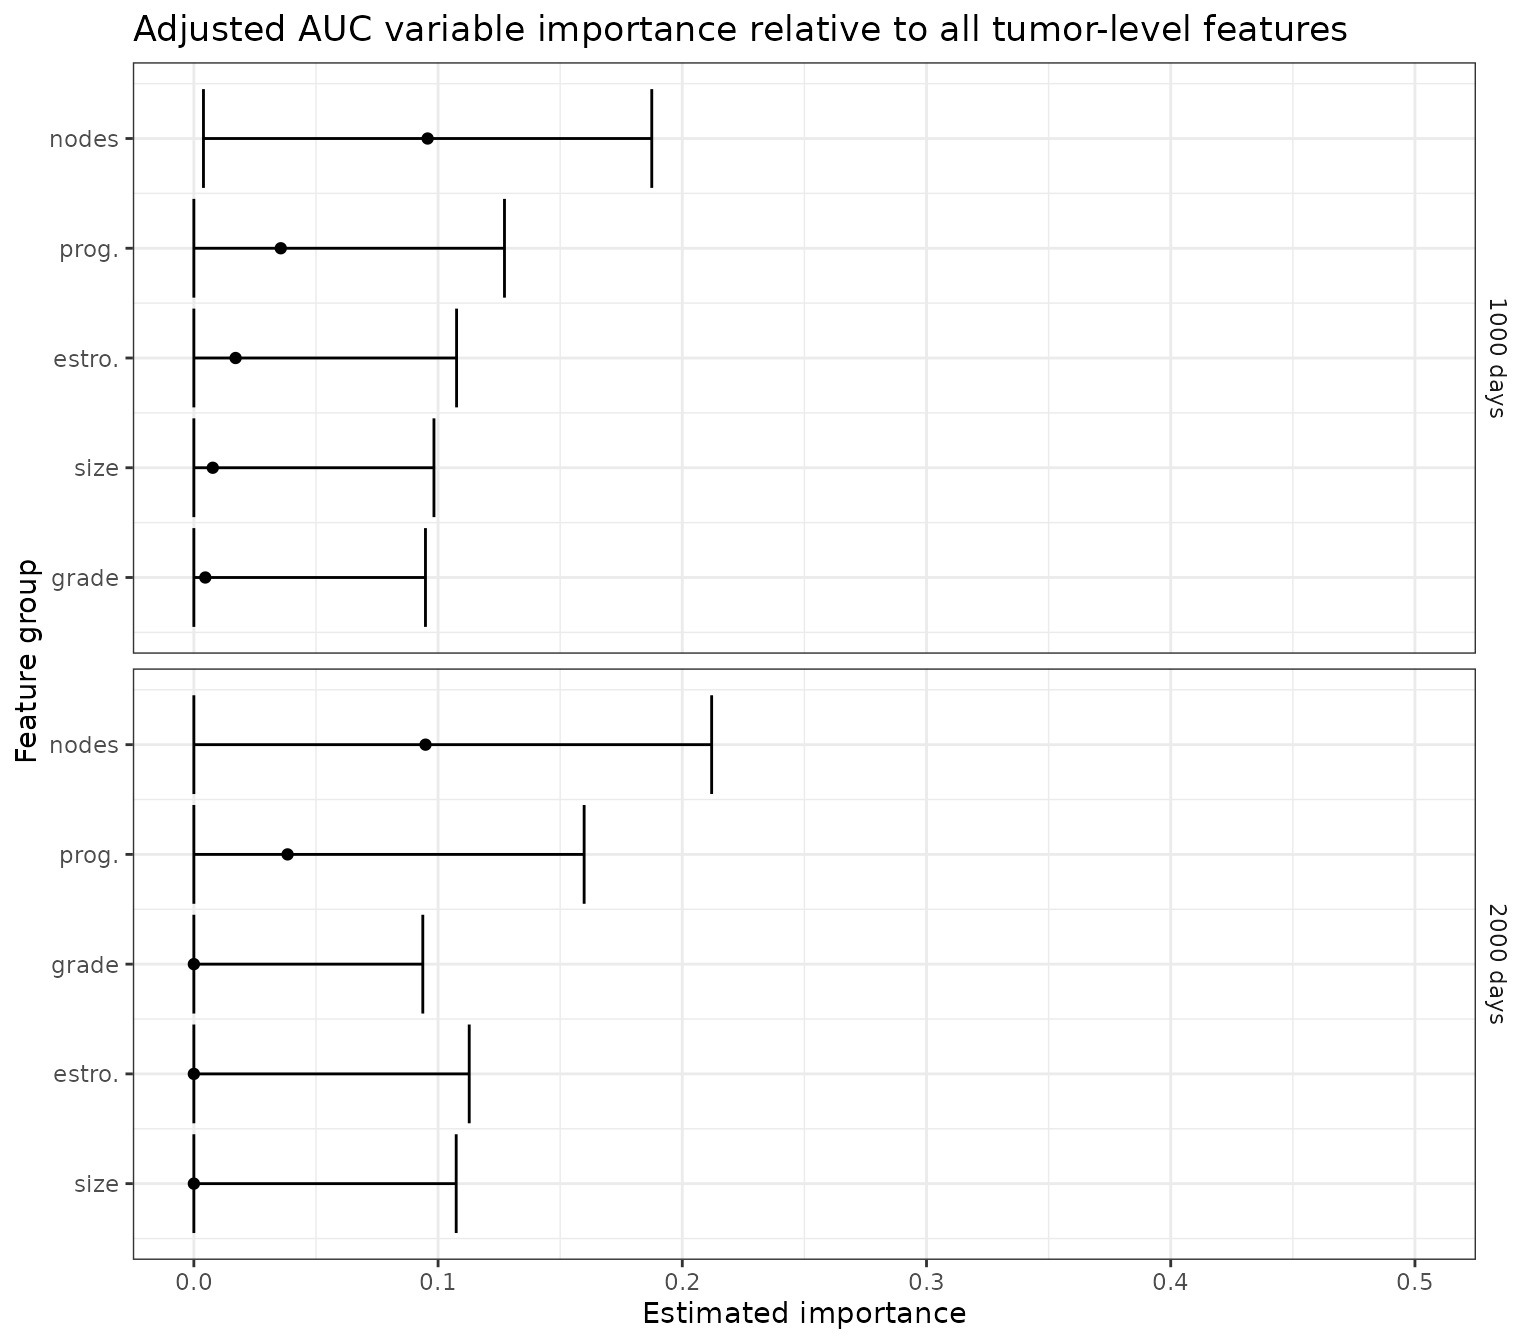 Adjusted AUC variable importance relative to all tumor-level features
Feature group
nodes
prog.
estro.
size
grade
1000 days
nodes
prog.
grade
estro.
size
2000 days
0.0 0.1 0.2 0.3 0.4 0.5
Estimated importance